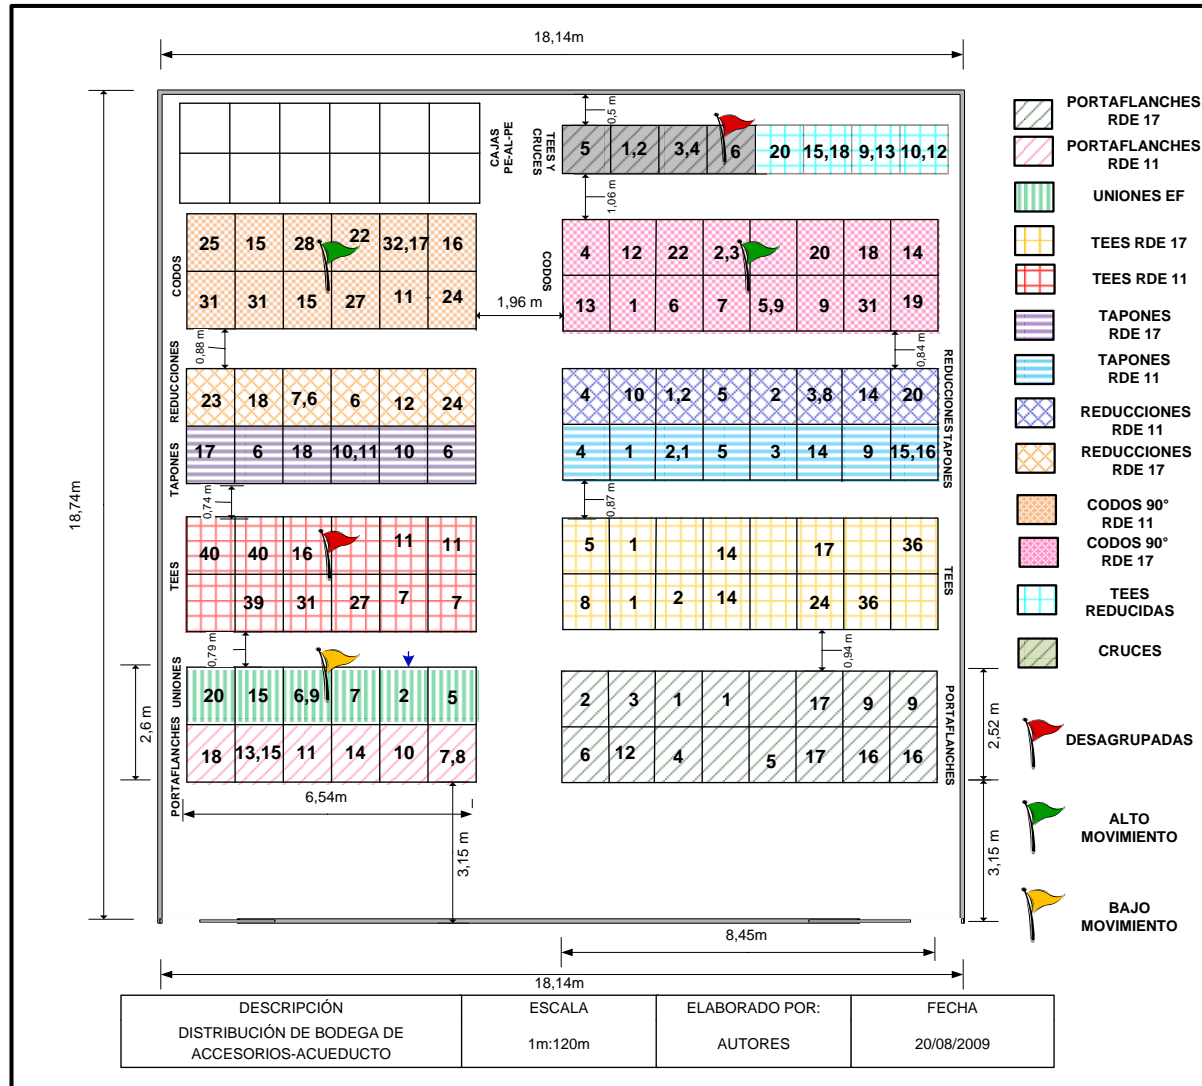 18,14m
18,74m
0,5 m
CAJAS
PE-AL-PE
TEES Y
CRUCES
5 1,2 3,4 6 20 15,18 9,13 10,12
1,06 m
CODOS
25 15 28 22 32,17 16
31 31 15 27 11 24
1,96 m
CODOS
4 12 22 2,3 20 18 14
13 1 6 7 5,9 9 31 19
0,88 m
0,84 m
REDUCCIONES
23 18 7,6 6 12 24
TAPONES
17 6 18 10,11 10 6
4 10 1,2 5 2 3,8 14 20
REDUCCIONES
4 1 2,1 5 3 14 9 15,16
TAPONES
0,74 m
0,87 m
TEES
40 40 16 11 11
39 31 27 7 7
5 1 14 17 36
8 1 2 14 24 36
TEES
0,79 m
0,94 m
UNIONES
20 15 6,9 7 2 5
PORTAFLANCHES
18 13,15 11 14 10 7,8
2 3 1 1 17 9 9
6 12 4 5 17 16 16
PORTAFLANCHES
2,6 m
2,52 m
6,54m
3,15 m
3,15 m
8,45m
18,14m
PORTAFLANCHES
RDE 17
PORTAFLANCHES
RDE 11
UNIONES EF
TEES RDE 17
TEES RDE 11
TAPONES
RDE 17
TAPONES
RDE 11
REDUCCIONES
RDE 11
REDUCCIONES
RDE 17
CODOS 90°
RDE 11
CODOS 90°
RDE 17
TEES
REDUCIDAS
CRUCES
DESAGRUPADAS
ALTO
MOVIMIENTO
BAJO
MOVIMIENTO
DESCRIPCIÓN
DISTRIBUCIÓN DE BODEGA DE
ACCESORIOS-ACUEDUCTO
ESCALA
1m:120m
ELABORADO POR:
AUTORES
FECHA
20/08/2009